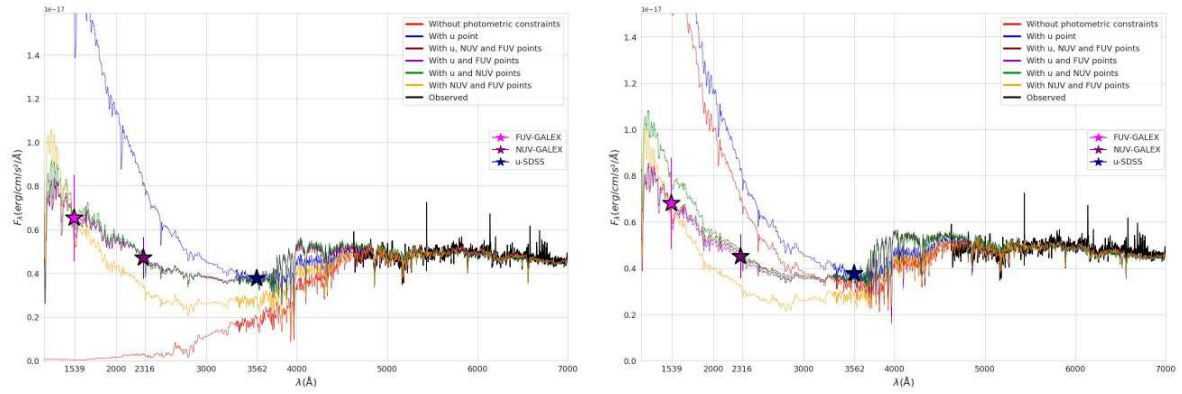 1e−17
Without photometric constraints
With u point
With u, NUV and FUV points
With u and FUV points
With u and NUV points
With NUV and FUV points
Observed
FUV-GALEX
NUV-GALEX
u-SDSS
Fλ(erg/cm/s²/Å)
1.4
1.2
1.0
0.8
0.6
0.4
0.2
0.0
1539
2000
2316
3000
3562
4000
5000
6000
7000
λ(Å)
1e−17
Without photometric constraints
With u point
With u, NUV and FUV points
With u and FUV points
With u and NUV points
With NUV and FUV points
Observed
FUV-GALEX
NUV-GALEX
u-SDSS
Fλ(erg/cm/s²/Å)
1.4
1.2
1.0
0.8
0.6
0.4
0.2
0.0
1539
2000
2316
3000
3562
4000
5000
6000
7000
λ(Å)